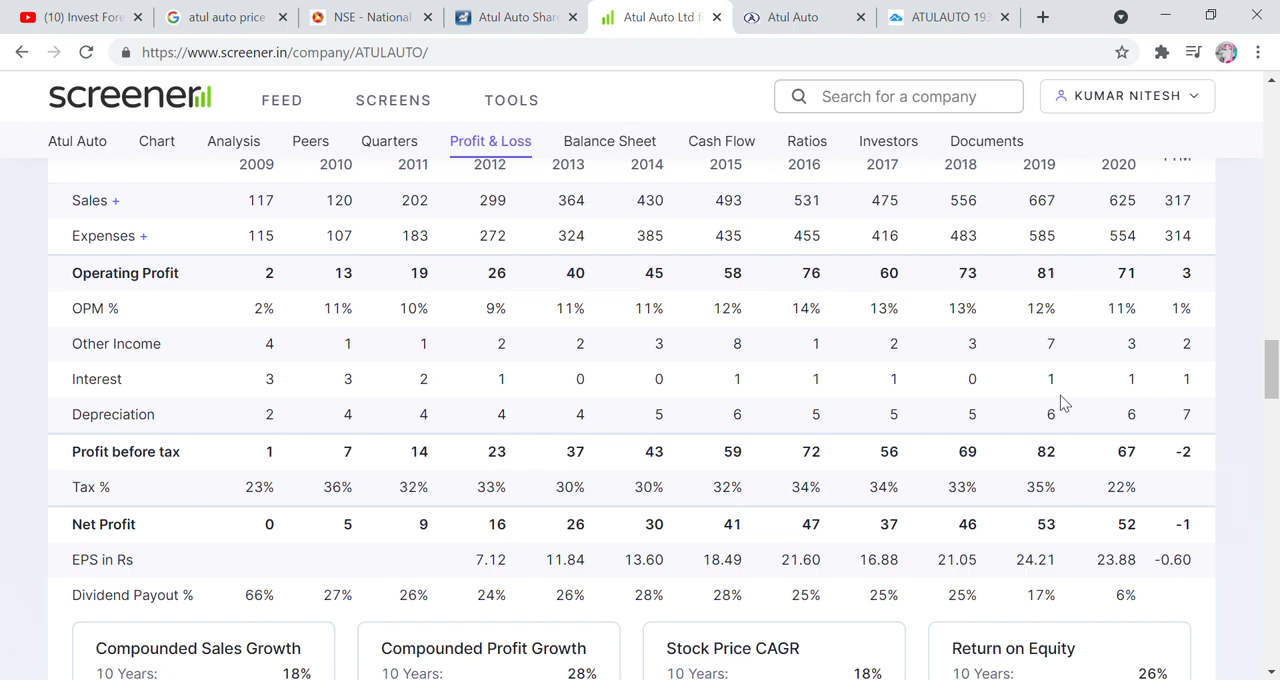 (10) Invest Fore
atul auto price
NSE - National
Atul Auto Shar
Atul Auto Ltd fi
Atul Auto
ATULAUTO 193
https://www.screener.in/company/ATULAUTO/
screener
FEED
SCREENS
TOOLS
Search for a company
KUMAR NITESH
Atul Auto Chart Analysis Peers Quarters Profit & Loss Balance Sheet Cash Flow Ratios Investors Documents
2009 2010 2011 2012 2013 2014 2015 2016 2017 2018 2019 2020 TTM
Sales + 117 120 202 299 364 430 493 531 475 556 667 625 317
Expenses + 115 107 183 272 324 385 435 455 416 483 585 554 314
Operating Profit 2 13 19 26 40 45 58 76 60 73 81 71 3
OPM % 2% 11% 10% 9% 11% 11% 12% 14% 13% 13% 12% 11% 1%
Other Income 4 1 1 2 2 3 8 1 2 3 7 3 2
Interest 3 3 2 1 0 0 1 1 1 0 1 1 1
Depreciation 2 4 4 4 4 5 6 5 5 5 6 6 7
Profit before tax 1 7 14 23 37 43 59 72 56 69 82 67 -2
Tax % 23% 36% 32% 33% 30% 30% 32% 34% 34% 33% 35% 22%
Net Profit 0 5 9 16 26 30 41 47 37 46 53 52 -1
EPS in Rs 7.12 11.84 13.60 18.49 21.60 16.88 21.05 24.21 23.88 -0.60
Dividend Payout % 66% 27% 26% 24% 26% 28% 28% 25% 25% 25% 17% 6%
Compounded Sales Growth
10 Years: 18%
Compounded Profit Growth
10 Years: 28%
Stock Price CAGR
10 Years: 18%
Return on Equity
10 Years: 26%